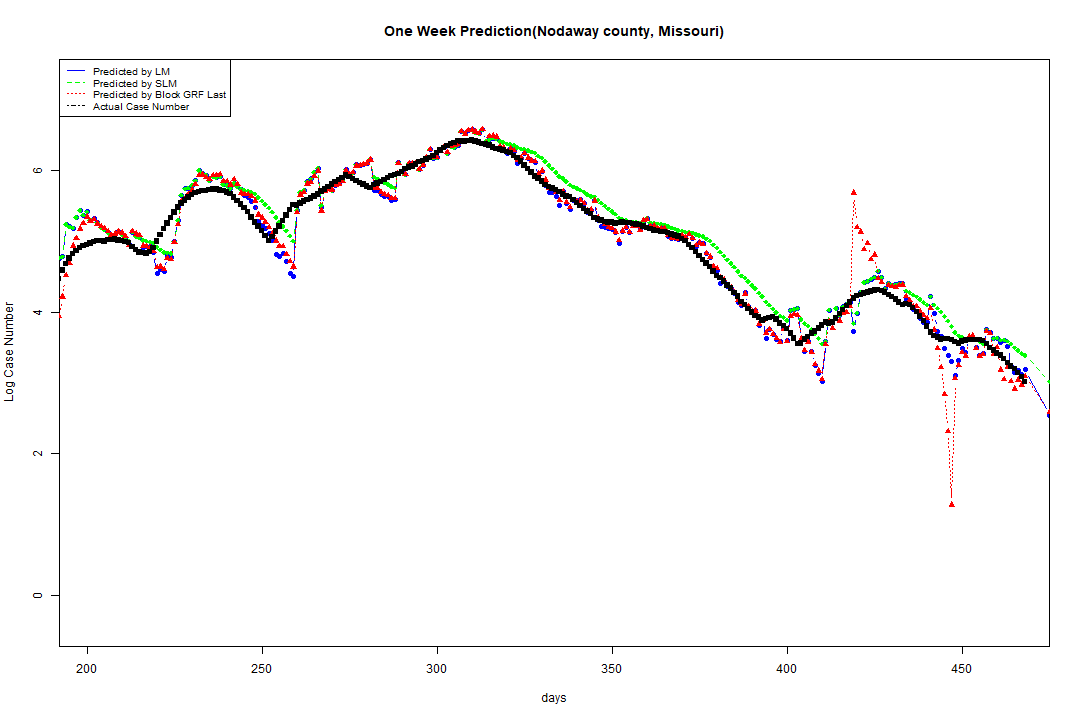 One Week Prediction(Nodaway county, Missouri)
Predicted by LM
Predicted by SLM
Predicted by Block GRF Last
Actual Case Number
Log Case Number
6
4
2
0
200 250 300 350 400 450
days